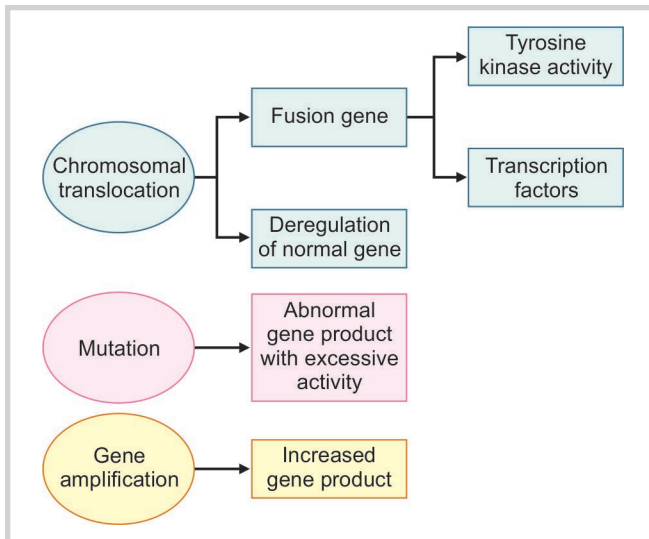 Tyrosine
kinase activity
Fusion gene
Chromosomal
translocation
Transcription
factors
Deregulation
of normal gene
Mutation
Abnormal
gene product
with excessive
activity
Gene
amplification
Increased
gene product